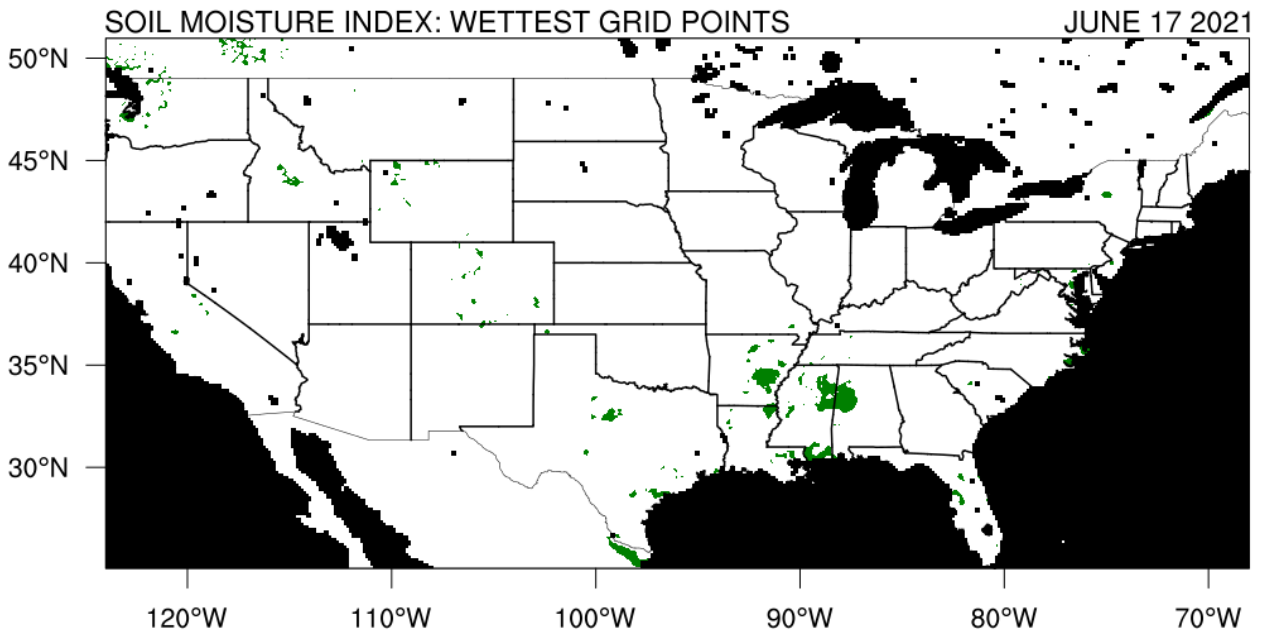 SOIL MOISTURE INDEX: WETTEST GRID POINTS JUNE 17 2021
50°N
45°N
40°N
35°N
30°N
120°W 110°W 100°W 90°W 80°W 70°W